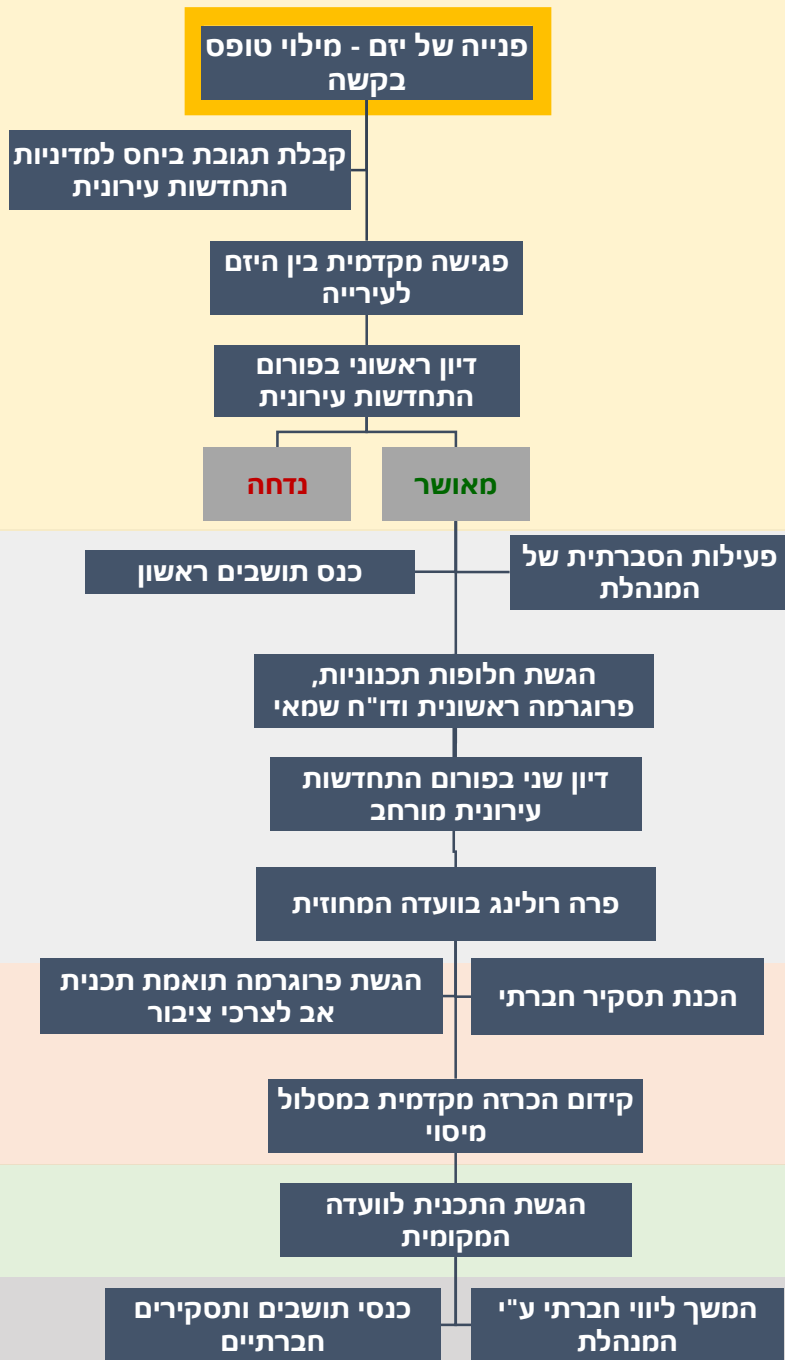 פנייה של יזם - מילוי טופס
בקשה
קבלת תגובת ביחס למדיניות
התחדשות עירונית
פגישה מקדמית בין היזם
לעירייה
דיון ראשוני בפורום
התחדשות עירונית
מאושר
נדחה
פעילות הסברתית של
המנהלת
כנס תושבים ראשון
הגשת חלופות תכנוניות,
פרוגרמה ראשונית ודו"ח שמאי
דיון שני בפורום התחדשות
עירונית מורחב
פרה רולינג בוועדה המחוזית
הכנת תסקיר חברתי
הגשת פרוגרמה תואמת תכנית
אב לצרכי ציבור
קידום הכרזה מקדמית במסלול
מיסוי
הגשת התכנית לוועדה
המקומית
המשך ליווי חברתי ע"י
המנהלת
כנסי תושבים ותסקירים
חברתיים